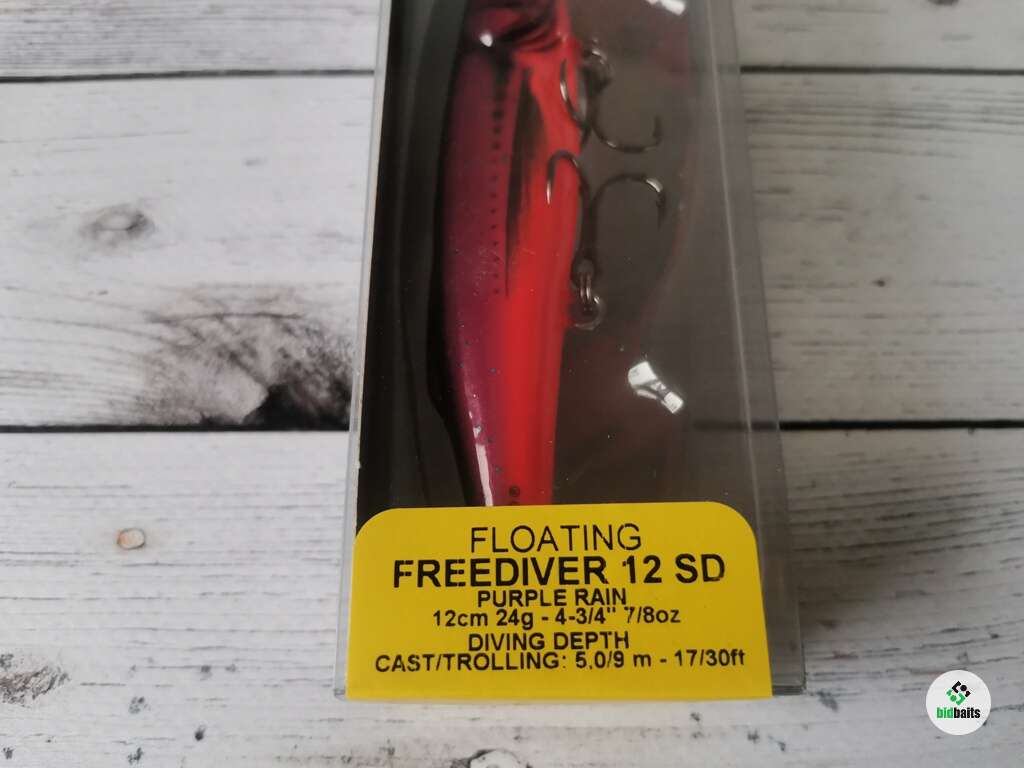 FLOATING
FREEDIVER 12 SD
PURPLE RAIN
12cm 24g - 4-3/4" 7/8oz
DIVING DEPTH
CAST/TROLLING: 5,0/9 m - 17/30ft
bidbaits